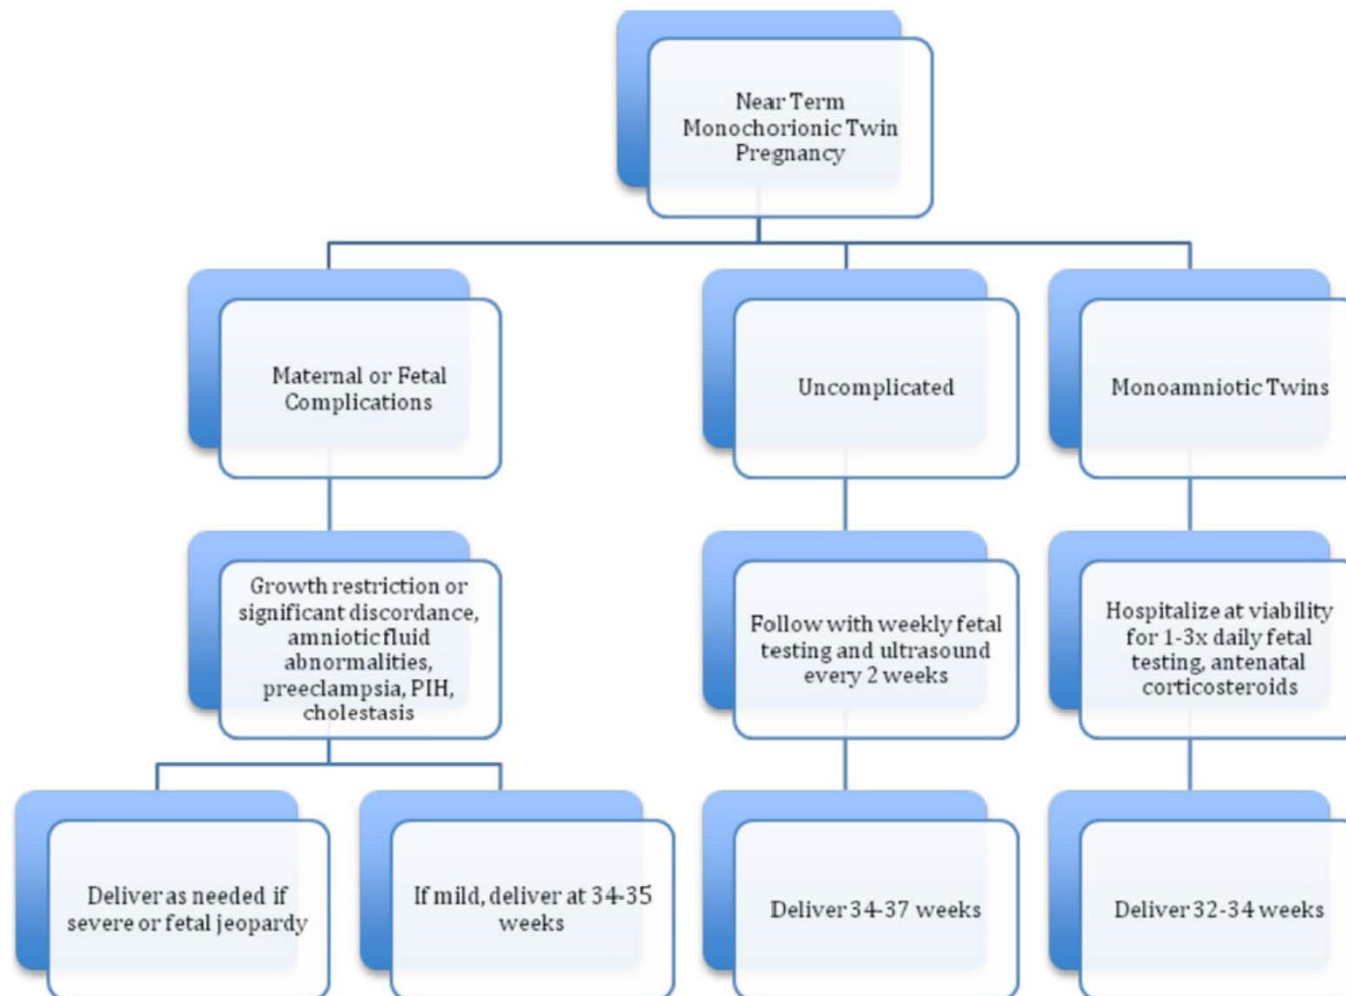 Near Term
Monochorionic Twin
Pregnancy
Maternal or Fetal
Complications
Uncomplicated
Monoamniotic Twins
Growth restriction or
significant discordance,
amniotic fluid
abnormalities,
preeclampsia, PIH,
cholestasis
Follow with weekly fetal
testing and ultrasound
every 2 weeks
Hospitalize at viability
for 1-3x daily fetal
testing, antenatal
corticosteroids
Deliver as needed if
severe or fetal jeopardy
If mild, deliver at 34-35
weeks
Deliver 34-37 weeks
Deliver 32-34 weeks